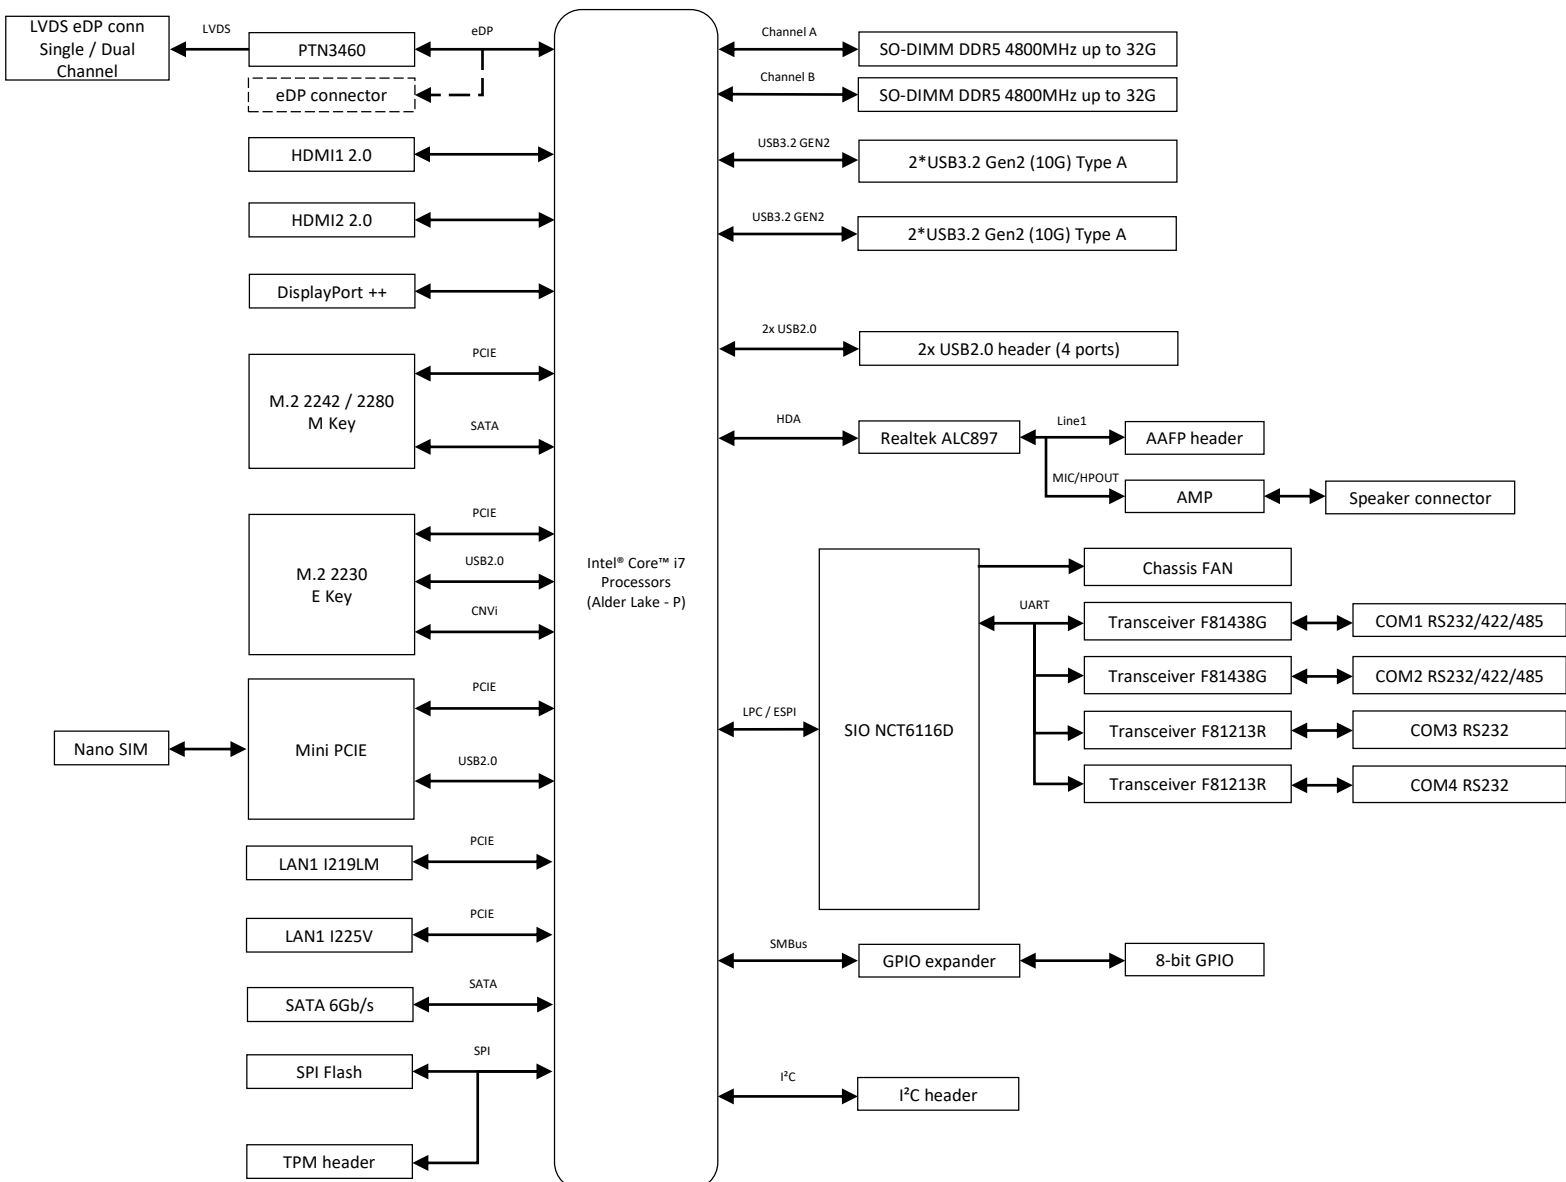 LVDS eDP conn
Single / Dual
Channel
LVDS
PTN3460
eDP
eDP connector
HDMI1 2.0
HDMI2 2.0
DisplayPort ++
M.2 2242 / 2280
M Key
PCIE
SATA
M.2 2230
E Key
PCIE
USB2.0
CNVi
Nano SIM
Mini PCIE
PCIE
USB2.0
LAN1 I219LM
PCIE
LAN1 I225V
PCIE
SATA 6Gb/s
SATA
SPI Flash
SPI
TPM header
Intel® Core™ i7
Processors
(Alder Lake - P)
Channel A
SO-DIMM DDR5 4800MHz up to 32G
Channel B
SO-DIMM DDR5 4800MHz up to 32G
USB3.2 GEN2
2*USB3.2 Gen2 (10G) Type A
USB3.2 GEN2
2*USB3.2 Gen2 (10G) Type A
2x USB2.0
2x USB2.0 header (4 ports)
HDA
Realtek ALC897
Line1
AAFP header
MIC/HPOUT
AMP
Speaker connector
LPC / ESPI
SIO NCT6116D
Chassis FAN
UART
Transceiver F81438G
COM1 RS232/422/485
Transceiver F81438G
COM2 RS232/422/485
Transceiver F81213R
COM3 RS232
Transceiver F81213R
COM4 RS232
SMBus
GPIO expander
8-bit GPIO
I²C
I²C header